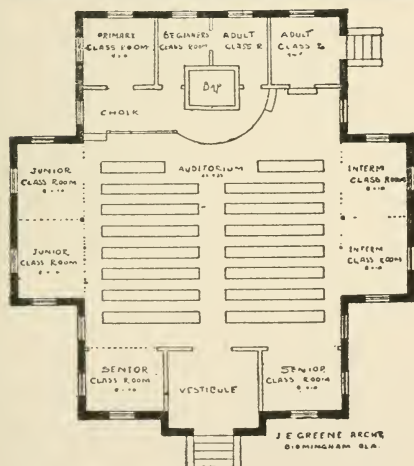 PRIMARY
CLASS ROOM
BEGINNERS
CLASS ROOM
ADULT
CLASS R
ADULT
CLASS
BAP
CHOIR
AUDITORIUM
JUNIOR
CLASS ROOM
INTERM
CLASS ROOM
JUNIOR
CLASS ROOM
INTERM
CLASS ROOM
SENIOR
CLASS ROOM
VESTIBULE
SENIOR
CLASS ROOM
J E GREENE ARCHT
BIRMINGHAM ALA.